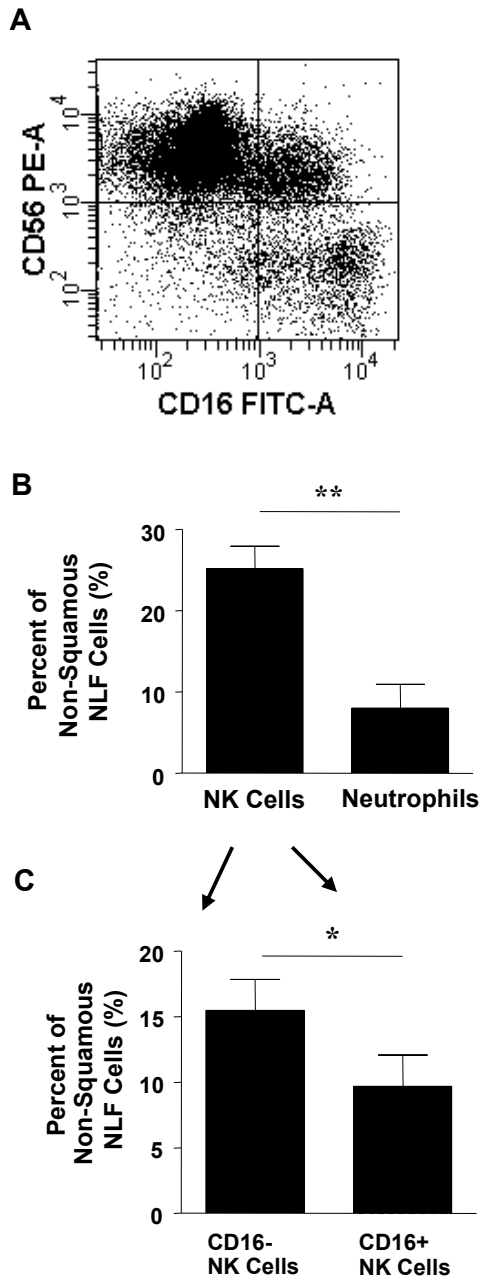 A
CD56 PE-A
10^4
10^3
10^2
10^2 10^3 10^4
CD16 FITC-A
B
**
Percent of
Non-Squamous
NLF Cells (%)
30
20
10
0
NK Cells Neutrophils
C
*
Percent of
Non-Squamous
NLF Cells (%)
20
15
10
5
0
CD16- CD16+
NK Cells NK Cells